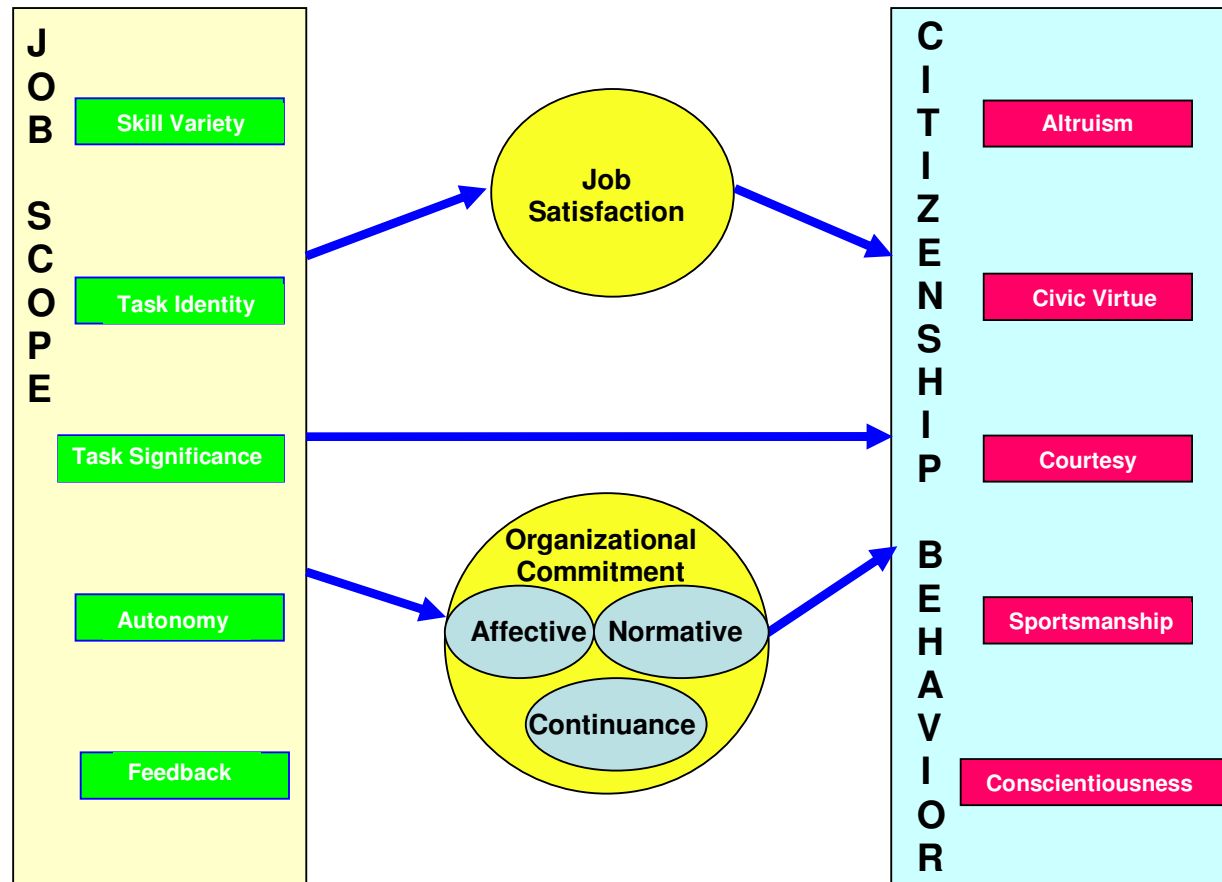 JOB SCOPE
Skill Variety
Task Identity
Task Significance
Autonomy
Feedback
Job
Satisfaction
Organizational
Commitment
Affective
Normative
Continuance
CITIZENSHIP BEHAVIOR
Altruism
Civic Virtue
Courtesy
Sportsmanship
Conscientiousness